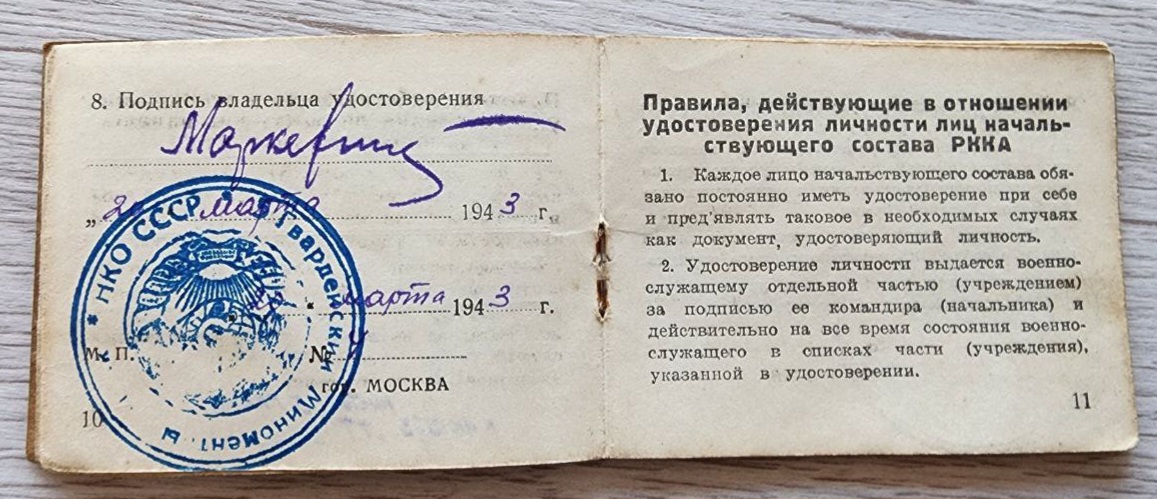 8. Подпись владельца удостоверения
Маркевич
„20 марта 1943 г.
20 марта 1943 г.
М. П. №
гор. МОСКВА
10
* НКО СССР * Гвардейский Миномет
Правила, действующие в отношении
удостоверения личности лиц началь-
ствующего состава РККА
1. Каждое лицо начальствующего состава обя-
зано постоянно иметь удостоверение при себе
и пред'являть таковое в необходимых случаях
как документ, удостоверяющий личность.
2. Удостоверение личности выдается военно-
служащему отдельной частью (учреждением)
за подписью ее командира (начальника) и
действительно на все время состояния военно-
служащего в списках части (учреждения),
указанной в удостоверении.
11